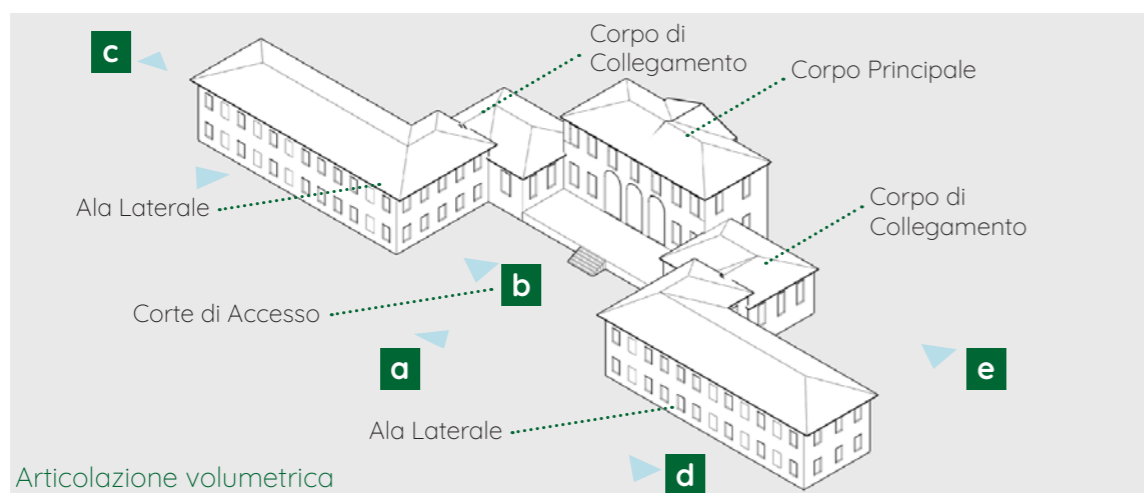 c
Corpo di
Collegamento
Corpo Principale
Ala Laterale
Corpo di
Collegamento
b
Corte di Accesso
a
e
Ala Laterale
d
Articolazione volumetrica